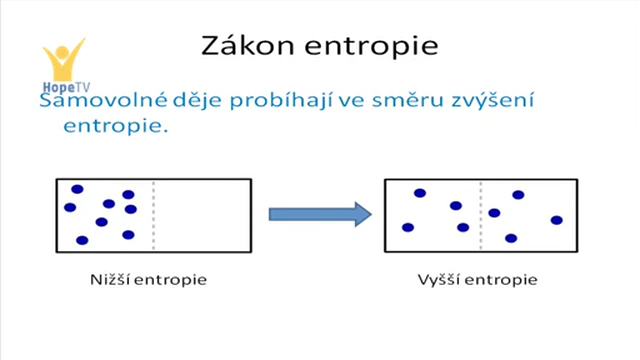 Zákon entropie
HopeTV
Samovolné děje probíhají ve směru zvýšení
entropie.
Nižší entropie
Vyšší entropie